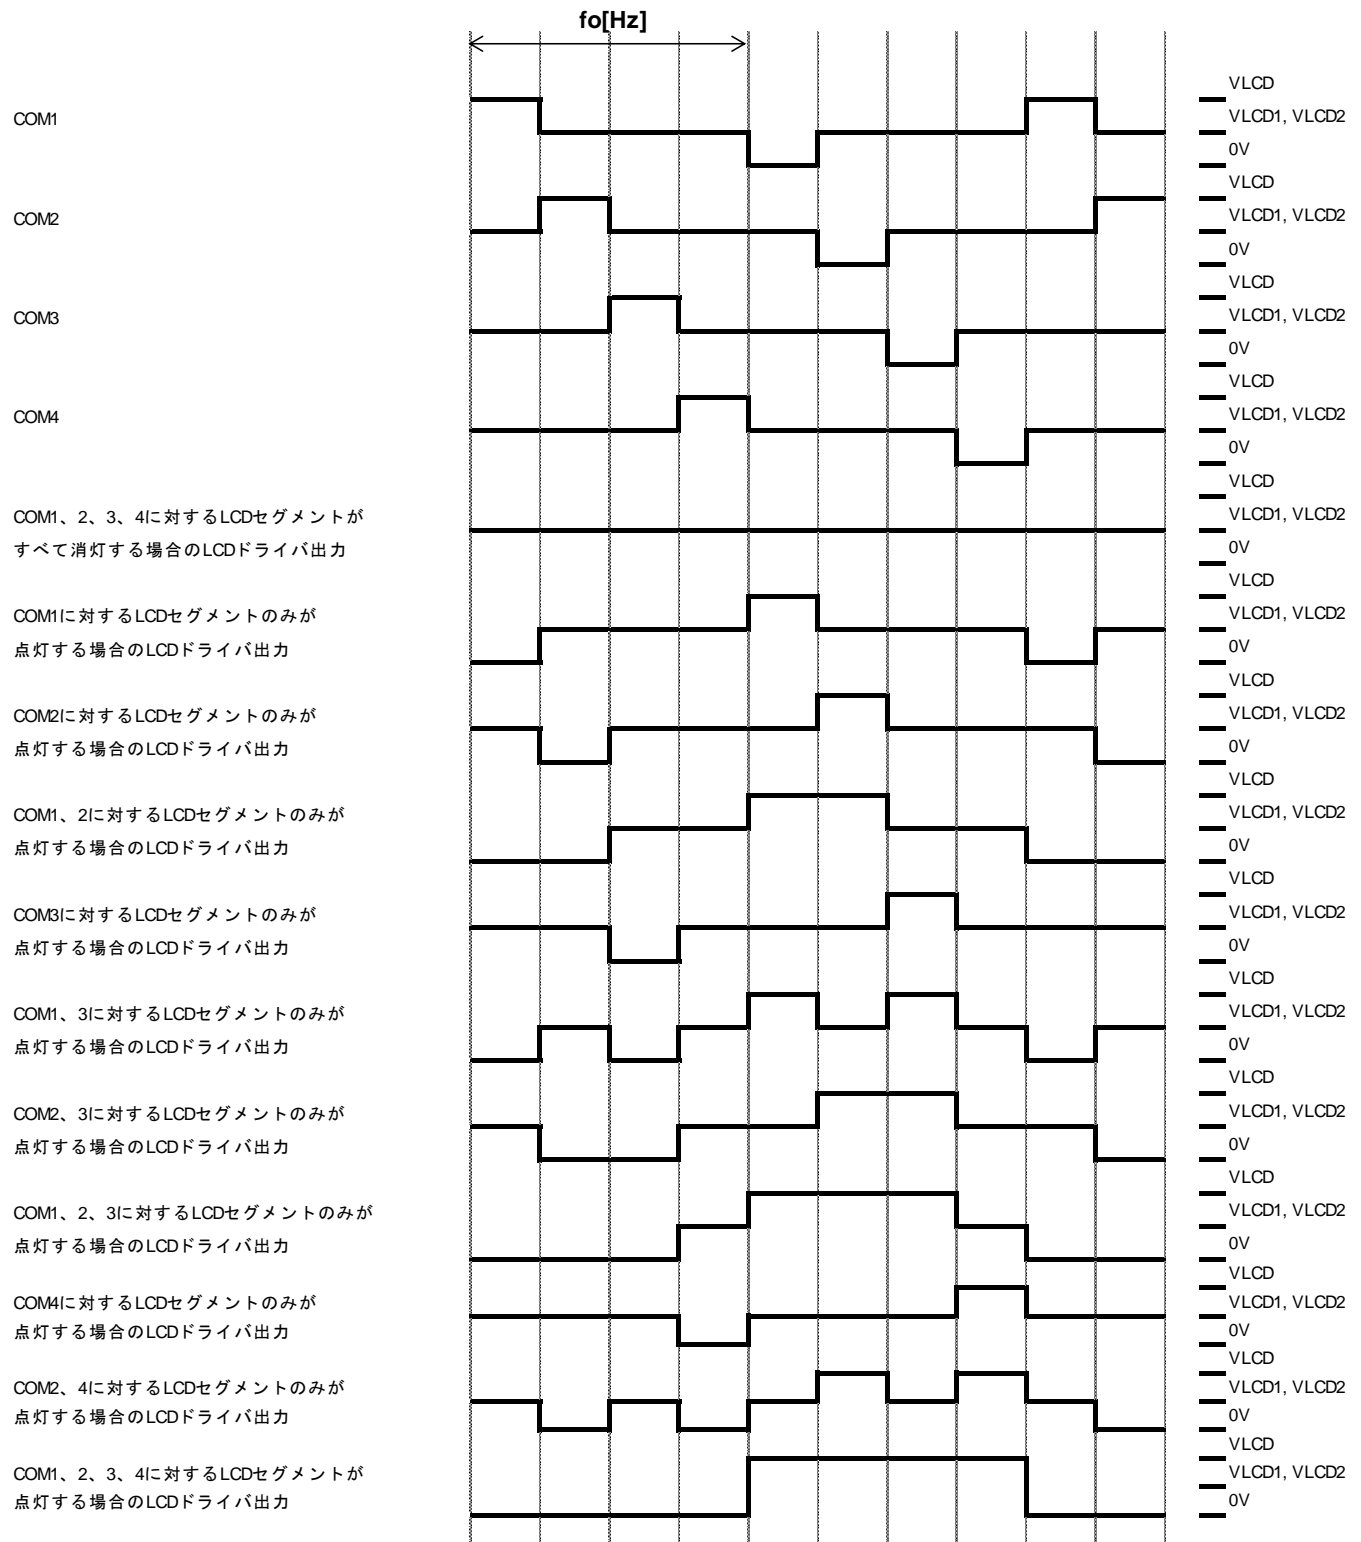 fo[Hz]
VLCD
COM1
VLCD1, VLCD2
0V
VLCD
COM2
VLCD1, VLCD2
0V
VLCD
COM3
VLCD1, VLCD2
0V
VLCD
COM4
VLCD1, VLCD2
0V
VLCD
COM1、2、3、4に対するLCDセグメントが
VLCD1, VLCD2
すべて消灯する場合のLCDドライバ出力
0V
VLCD
COM1に対するLCDセグメントのみが
VLCD1, VLCD2
点灯する場合のLCDドライバ出力
0V
VLCD
COM2に対するLCDセグメントのみが
VLCD1, VLCD2
点灯する場合のLCDドライバ出力
0V
VLCD
COM1、2に対するLCDセグメントのみが
VLCD1, VLCD2
点灯する場合のLCDドライバ出力
0V
VLCD
COM3に対するLCDセグメントのみが
VLCD1, VLCD2
点灯する場合のLCDドライバ出力
0V
VLCD
COM1、3に対するLCDセグメントのみが
VLCD1, VLCD2
点灯する場合のLCDドライバ出力
0V
VLCD
COM2、3に対するLCDセグメントのみが
VLCD1, VLCD2
点灯する場合のLCDドライバ出力
0V
VLCD
COM1、2、3に対するLCDセグメントのみが
VLCD1, VLCD2
点灯する場合のLCDドライバ出力
0V
VLCD
COM4に対するLCDセグメントのみが
VLCD1, VLCD2
点灯する場合のLCDドライバ出力
0V
VLCD
COM2、4に対するLCDセグメントのみが
VLCD1, VLCD2
点灯する場合のLCDドライバ出力
0V
VLCD
COM1、2、3、4に対するLCDセグメントが
VLCD1, VLCD2
点灯する場合のLCDドライバ出力
0V